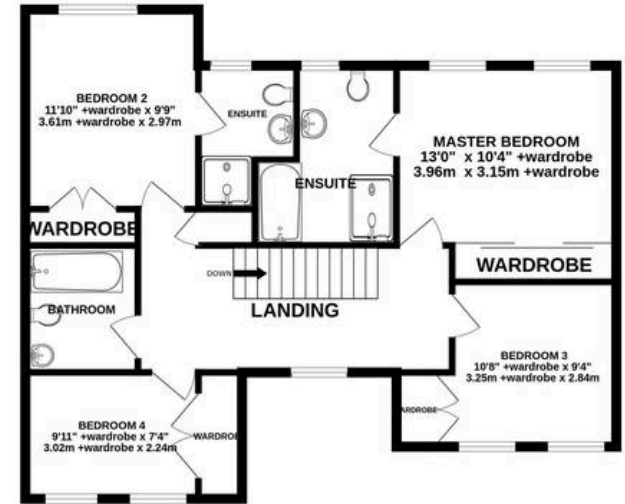 BEDROOM 2
11'10" +wardrobe x 9'9"
3.61m +wardrobe x 2.97m
ENSUITE
ENSUITE
MASTER BEDROOM
13'0" x 10'4" +wardrobe
3.96m x 3.15m +wardrobe
WARDROBE
WARDROBE
DOWN
LANDING
BATHROOM
BEDROOM 3
10'8" +wardrobe x 9'4"
3.25m +wardrobe x 2.84m
ARDROBE
BEDROOM 4
9'11" +wardrobe x 7'4"
3.02m +wardrobe x 2.24m
WARDROB